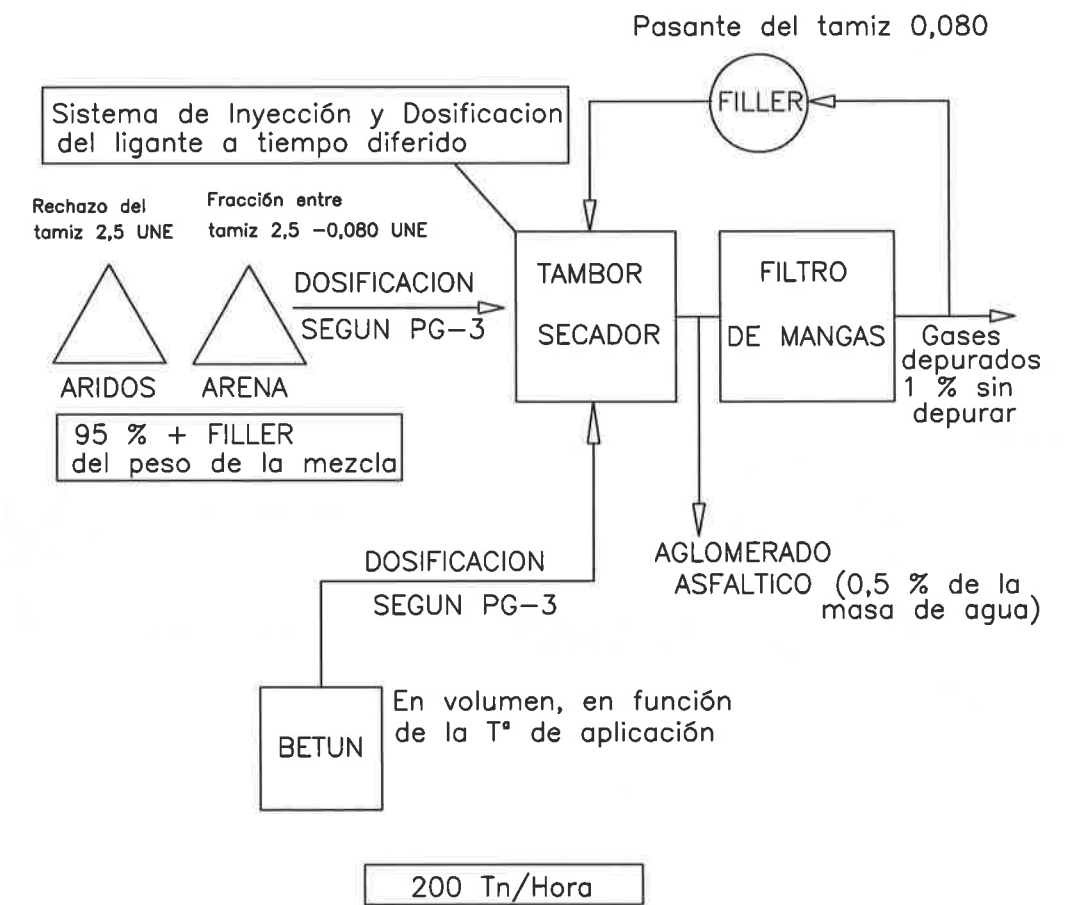 Pasante del tamiz 0,080
FILLER
Sistema de Inyección y Dosificacion
del ligante a tiempo diferido
Rechazo del
tamiz 2,5 UNE
Fracción entre
tamiz 2,5 -0,080 UNE
DOSIFICACION
SEGUN PG-3
TAMBOR
SECADOR
FILTRO
DE MANGAS
Gases
depurados
1 % sin
depurar
ARIDOS
ARENA
95 % + FILLER
del peso de la mezcla
DOSIFICACION
SEGUN PG-3
AGLOMERADO
ASFALTICO (0,5 % de la
masa de agua)
BETUN
En volumen, en función
de la Tª de aplicación
200 Tn/Hora